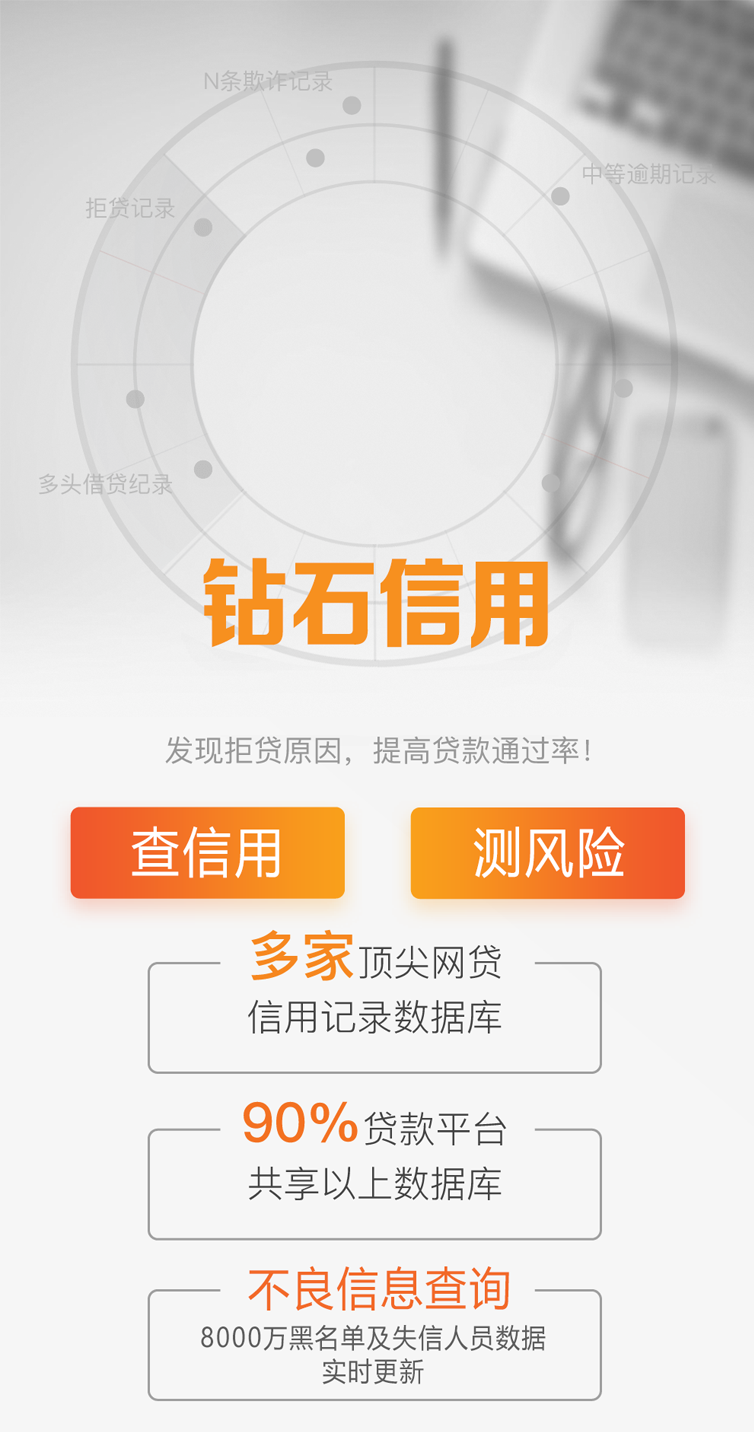 N条欺诈记录
中等逾期记录
拒贷记录
多头借贷纪录
钻石信用
发现拒贷原因，提高贷款通过率！
查信用
测风险
多家顶尖网贷
信用记录数据库
90%贷款平台
共享以上数据库
不良信息查询
8000万黑名单及失信人员数据
实时更新